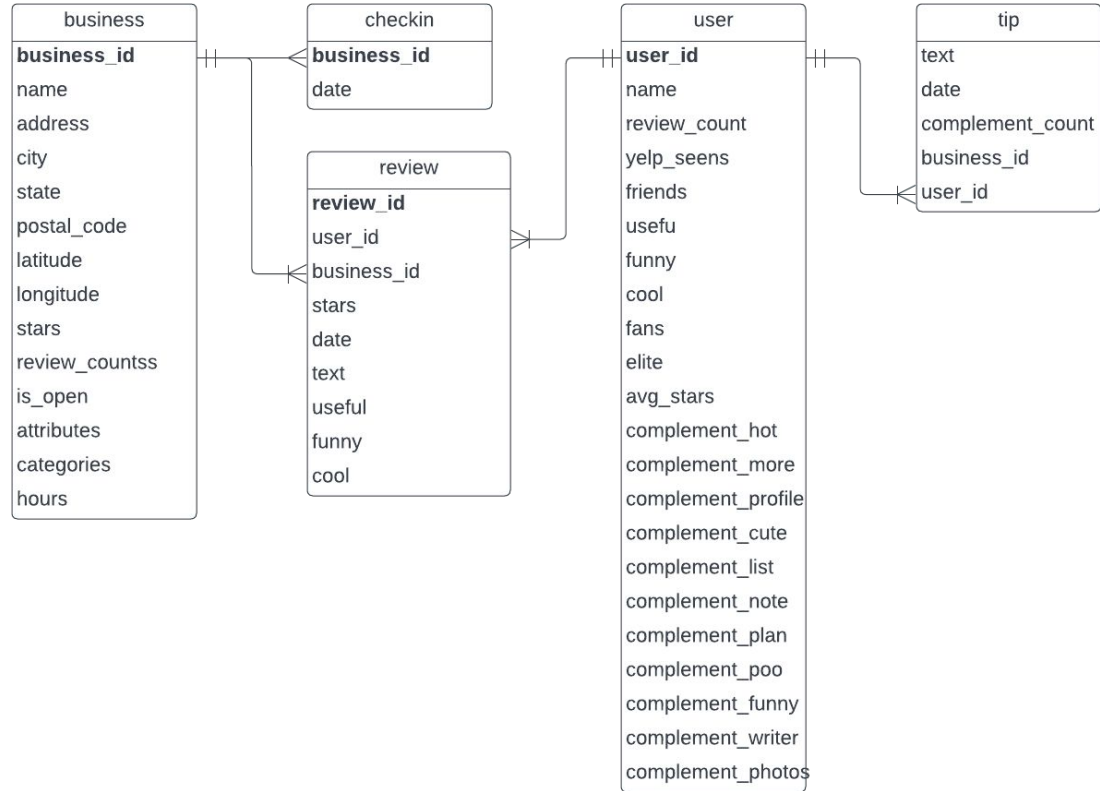 business
business_id
name
address
city
state
postal_code
latitude
longitude
stars
review_countss
is_open
attributes
categories
hours
checkin
business_id
date
review
review_id
user_id
business_id
stars
date
text
useful
funny
cool
user
user_id
name
review_count
yelp_seens
friends
usefu
funny
cool
fans
elite
avg_stars
complement_hot
complement_more
complement_profile
complement_cute
complement_list
complement_note
complement_plan
complement_poo
complement_funny
complement_writer
complement_photos
tip
text
date
complement_count
business_id
user_id